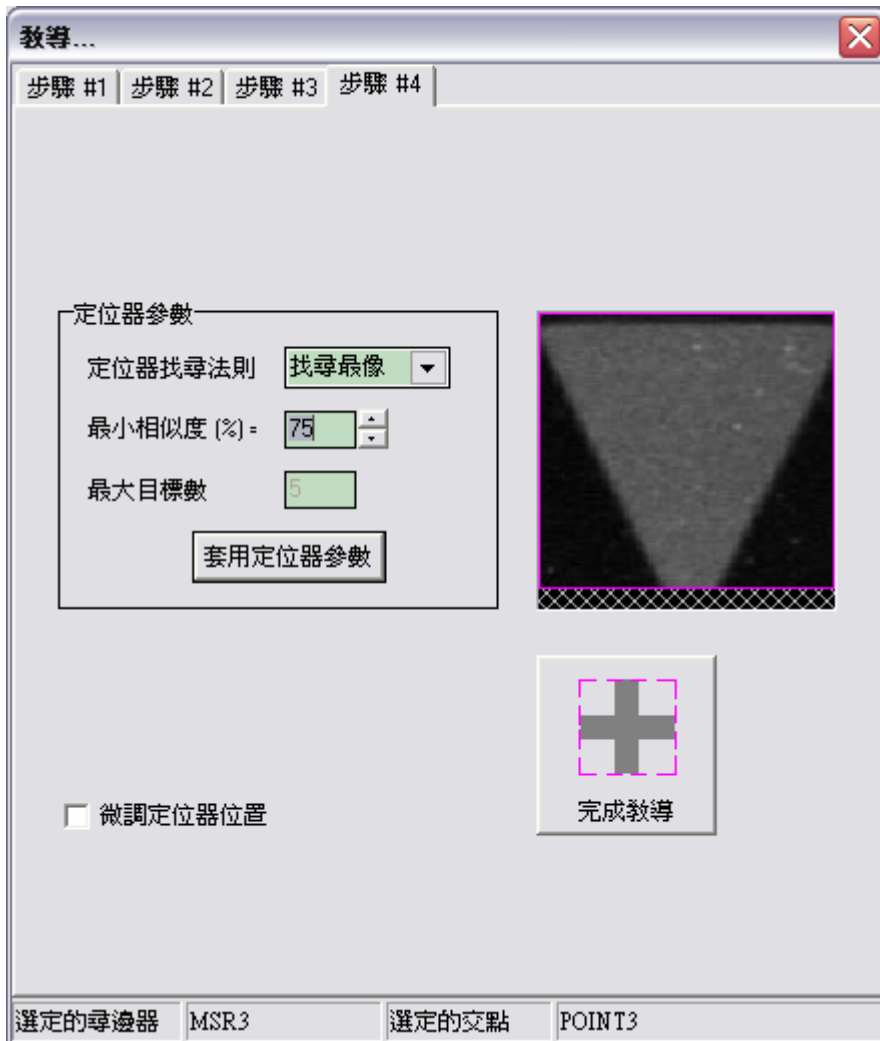 教導...
步驟 #1 步驟 #2 步驟 #3 步驟 #4
定位器參數
定位器找尋法則 找尋最像
最小相似度 (%) = 75
最大目標數 5
套用定位器參數
微調定位器位置
完成教導
選定的尋邊器 MSR3 選定的交點 POINT3